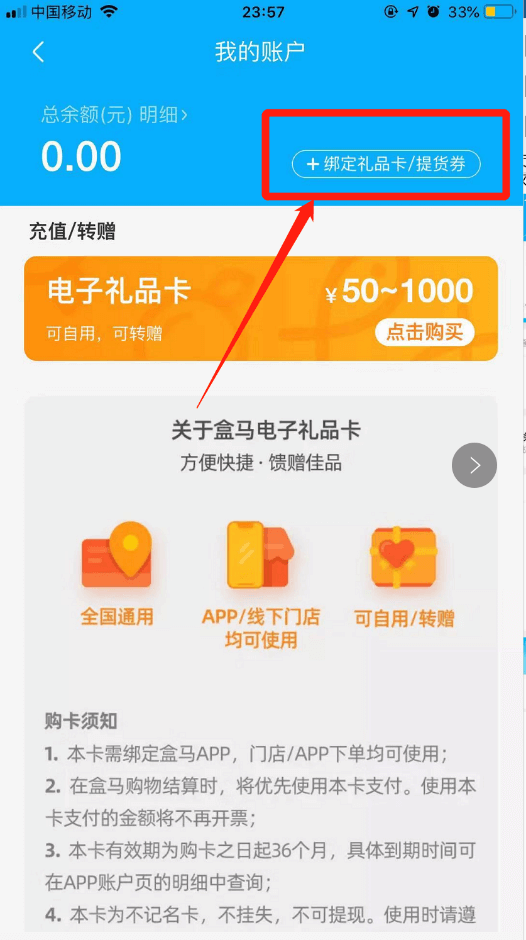 中国移动 23:57 33%
我的账户
总余额(元) 明细>
0.00
+ 绑定礼品卡/提货券
充值/转赠
电子礼品卡 ¥50~1000
可自用，可转赠 点击购买
关于盒马电子礼品卡
方便快捷 · 馈赠佳品
全国通用 APP/线下门店 可自用/转赠
均可使用
购卡须知
1. 本卡需绑定盒马APP，门店/APP下单均可使用；
2. 在盒马购物结算时，将优先使用本卡支付。使用本
卡支付的金额将不再开票；
3. 本卡有效期为购卡之日起36个月，具体到期时间可
在APP账户页的明细中查询；
4. 本卡为不记名卡，不挂失，不可提现。使用时请遵